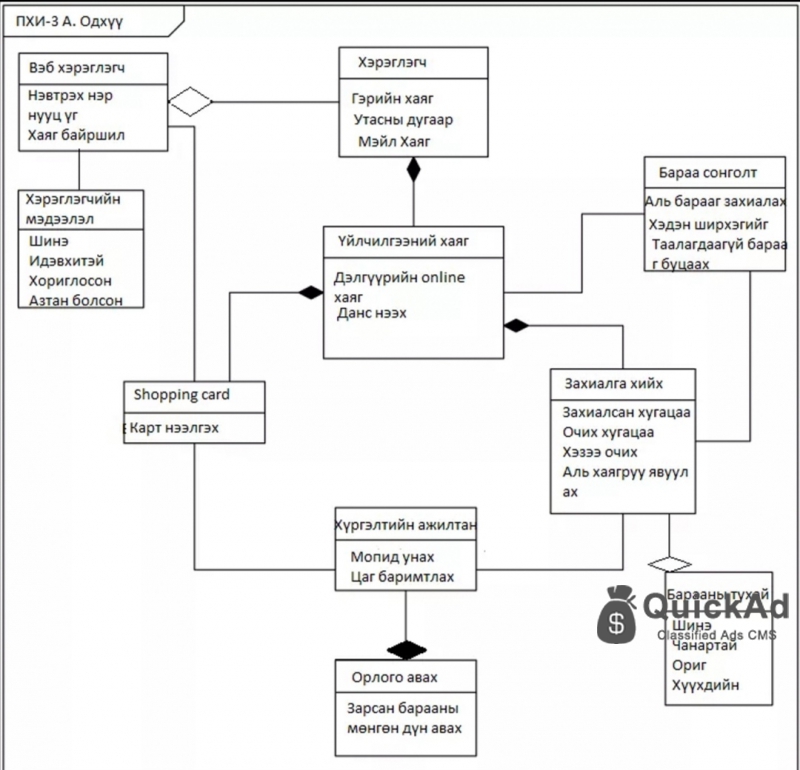 ПХИ-3 А. Одхүү
Вэб хэрэглэгч
Нэвтрэх нэр
нууц үг
Хаяг байршил
Хэрэглэгч
Гэрийн хаяг
Утасны дугаар
Мэйл Хаяг
Бараа сонголт
Аль барааг захиалах
Хэдэн ширхэгийг
Таалагдаагүй бараа
г буцаах
Хэрэглэгчийн
мэдээлэл
Шинэ
Идэвхитэй
Хориглосон
Азтан болсон
Үйлчилгээний хаяг
Дэлгүүрийн online
хаяг
Данс нээх
Shopping card
Карт нээлгэх
Захиалга хийх
Захиалсан хугацаа
Очих хугацаа
Хэзээ очих
Аль хаягруу явуул
ах
Хүргэлтийн ажилтан
Мопид унах
Цаг баримтлах
Барааны тухай
Шинэ
Чанартай
Ориг
Хүүхдийн
QuickAd
Classified Ads CMS
Орлого авах
Зарсан барааны
мөнгөн дүн авах